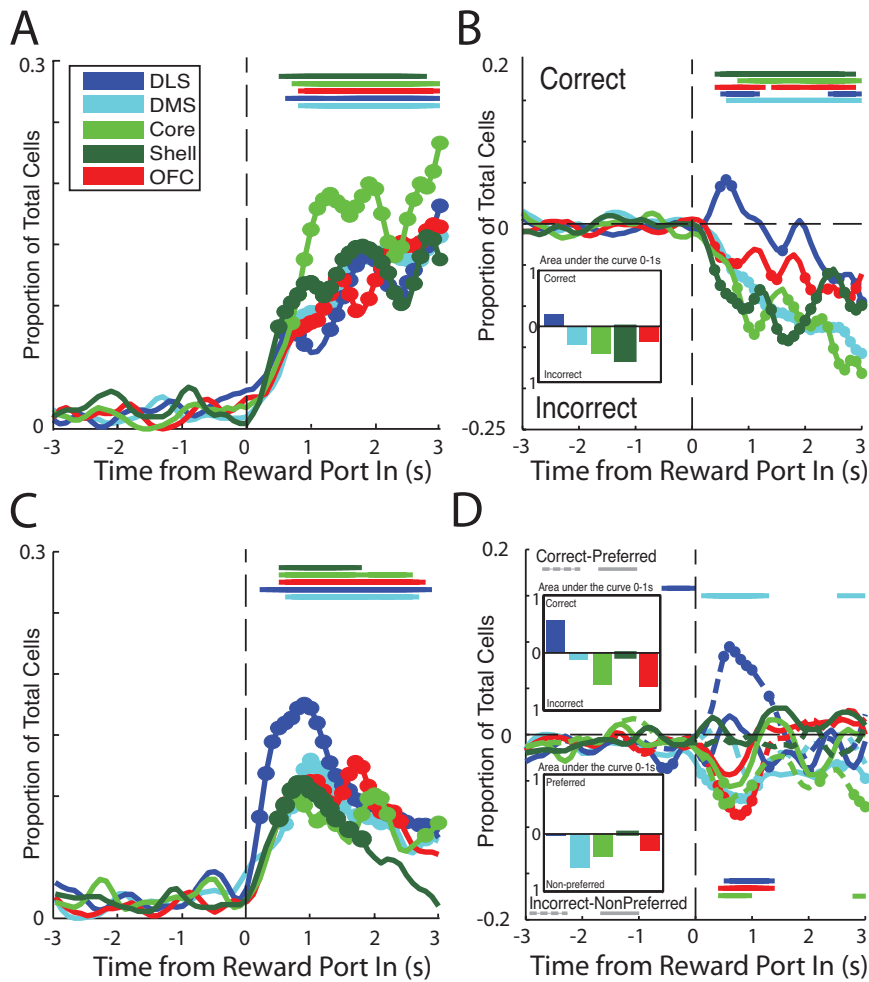 A
0.3
DLS
DMS
Core
Shell
OFC
Proportion of Total Cells
0
-3 -2 -1 0 1 2 3
Time from Reward Port In (s)
B
0.2
Correct
Proportion of Total Cells
0
Area under the curve 0-1s
1
Correct
0
Incorrect
1
Incorrect
-0.25
-3 -2 -1 0 1 2 3
Time from Reward Port In (s)
C
0.3
Proportion of Total Cells
0
-3 -2 -1 0 1 2 3
Time from Reward Port In (s)
D
0.2
Correct-Preferred
Area under the curve 0-1s
1
Correct
0
Incorrect
1
Proportion of Total Cells
0
Area under the curve 0-1s
1
Preferred
0
Non-preferred
1
Incorrect-NonPreferred
-0.2
-3 -2 -1 0 1 2 3
Time from Reward Port In (s)